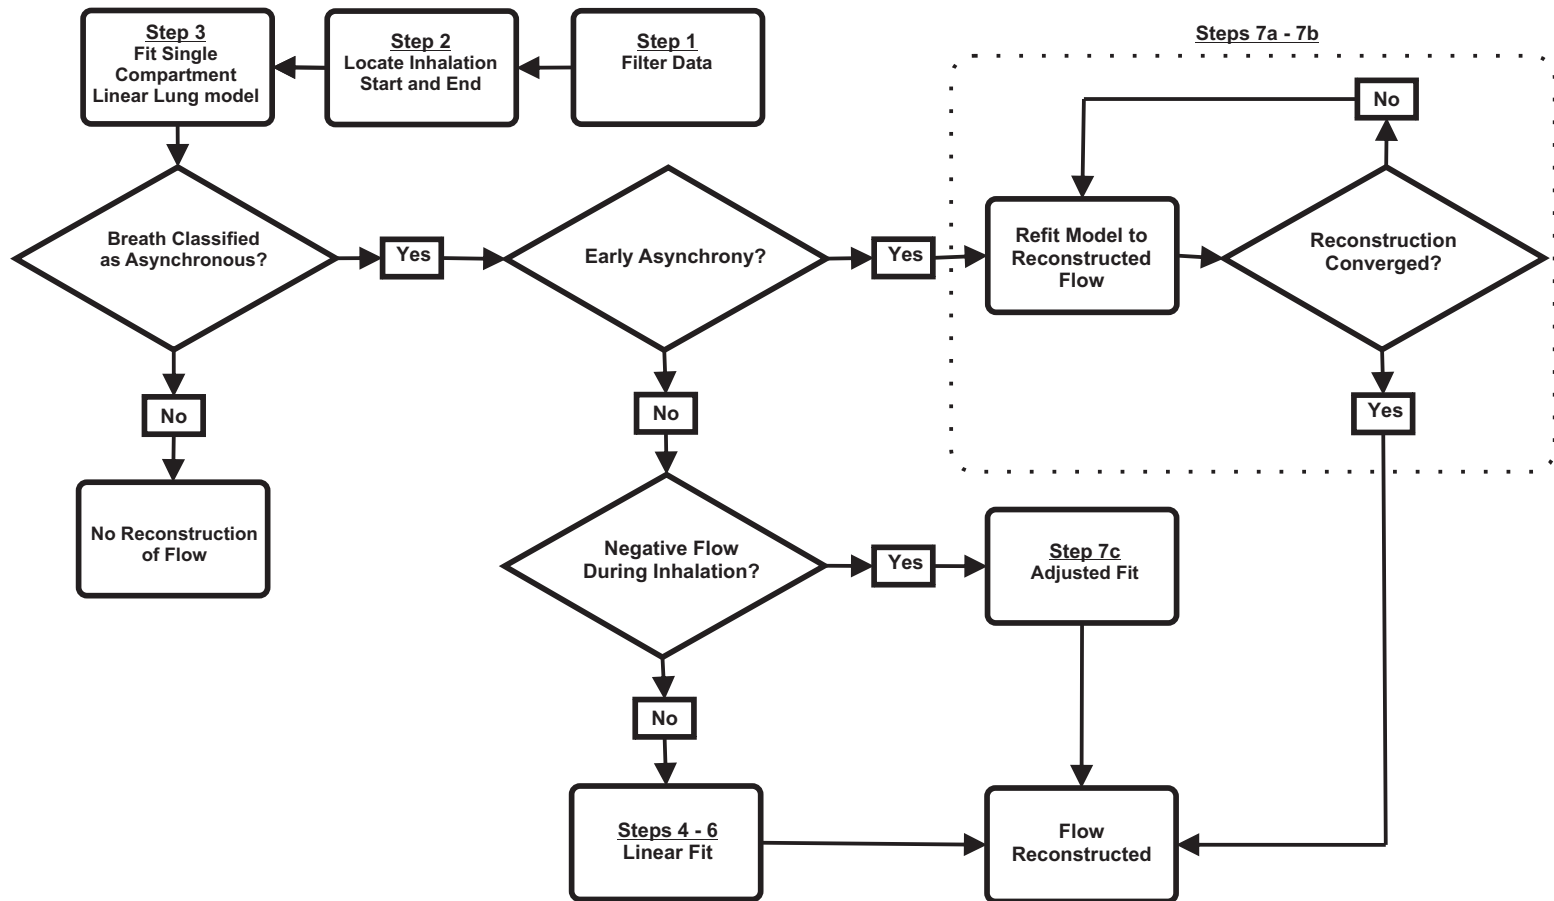 Step 3
Fit Single
Compartment
Linear Lung model
Step 2
Locate Inhalation
Start and End
Step 1
Filter Data
Steps 7a - 7b
No
Breath Classified
as Asynchronous?
Yes
Early Asynchrony?
Yes
Refit Model to
Reconstructed
Flow
Reconstruction
Converged?
No
No
Yes
No Reconstruction
of Flow
Negative Flow
During Inhalation?
Yes
Step 7c
Adjusted Fit
No
Steps 4 - 6
Linear Fit
Flow
Reconstructed